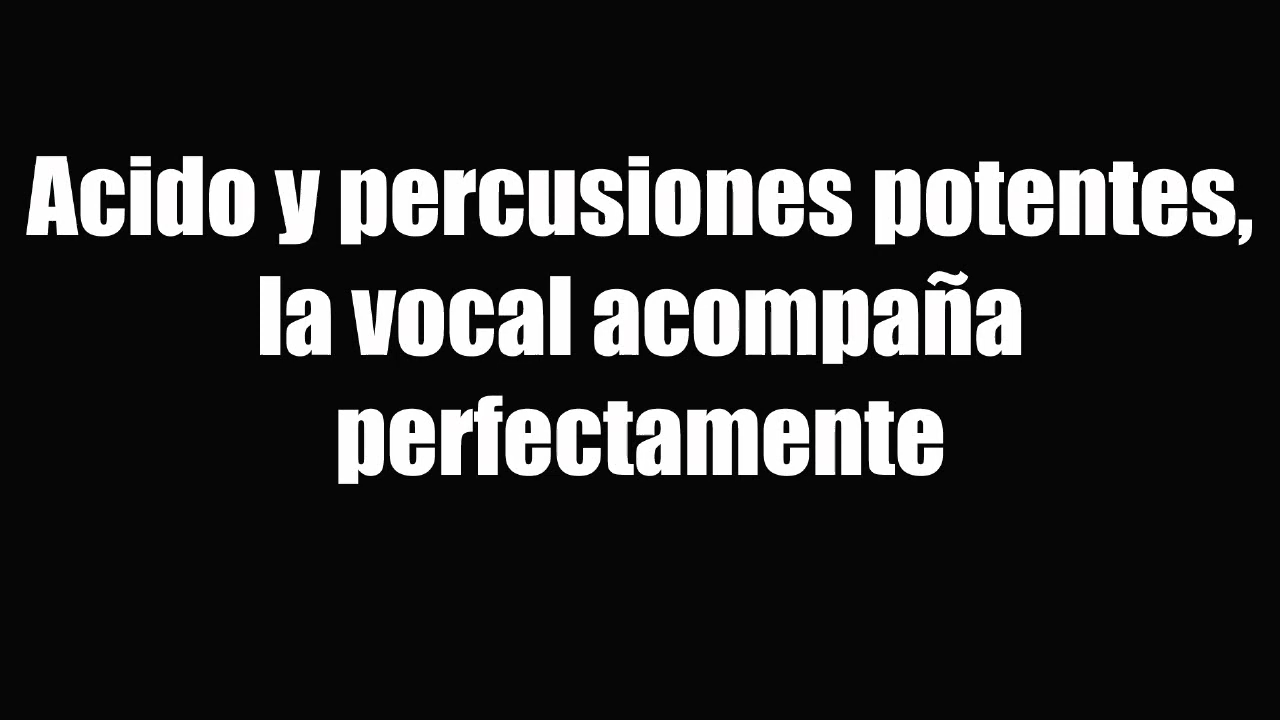 Acido y percusiones potentes,
la vocal acompaña
perfectamente